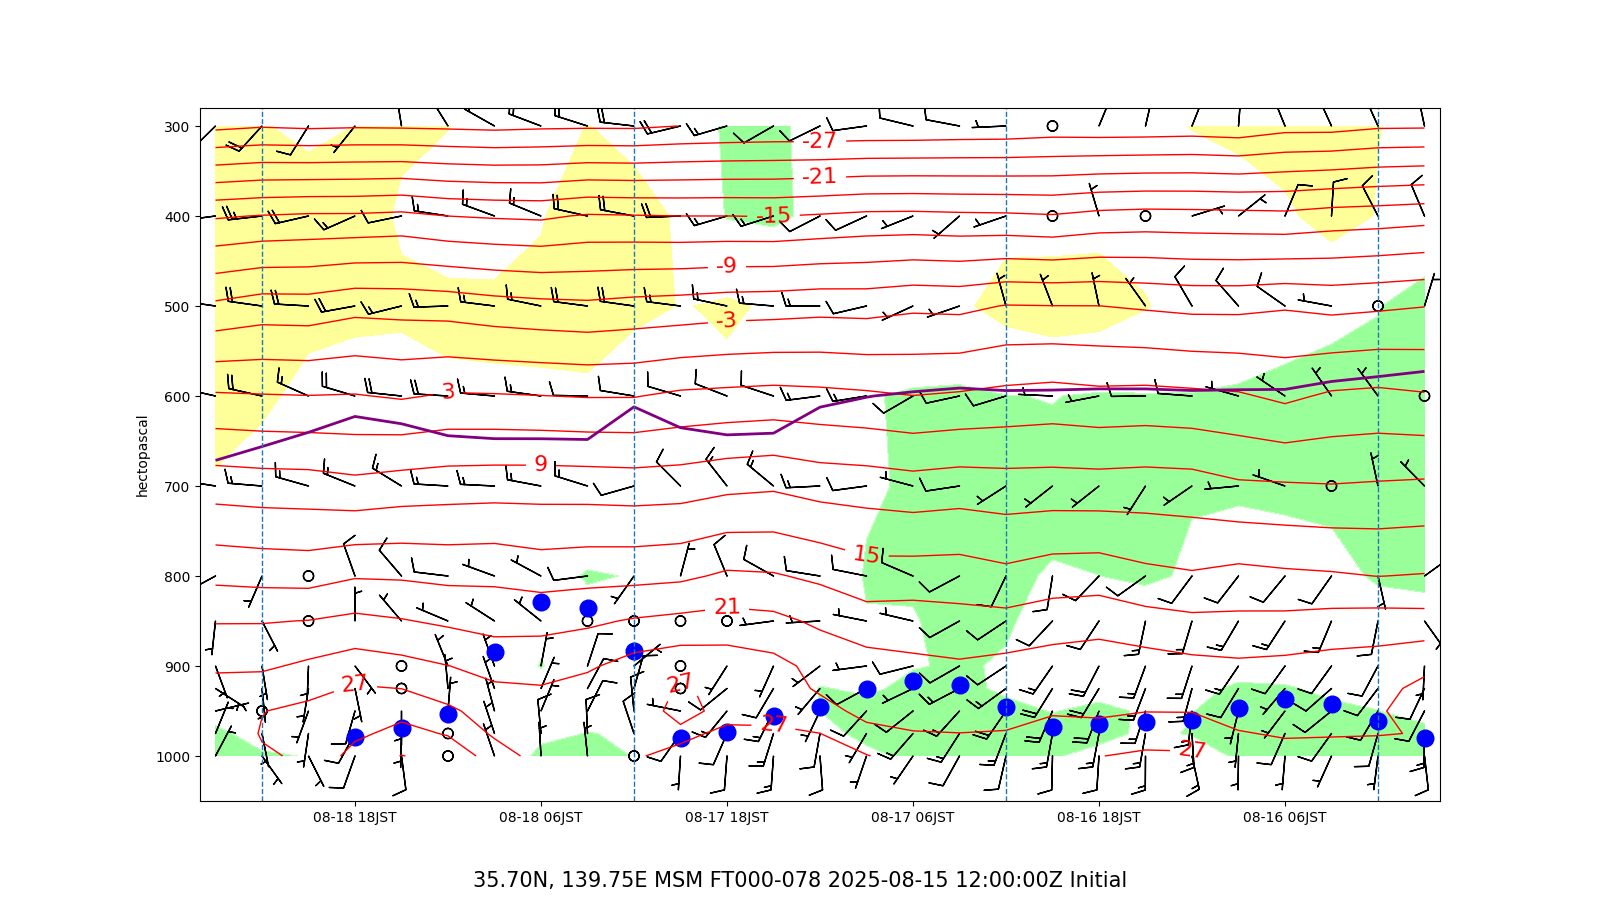 300
400
500
600
700
800
900
1000
hectopascal
-27
-21
-15
-9
-3
3
9
15
21
27
27
27
27
08-18 18JST
08-18 06JST
08-17 18JST
08-17 06JST
08-16 18JST
08-16 06JST
35.70N, 139.75E MSM FT000-078 2025-08-15 12:00:00Z Initial